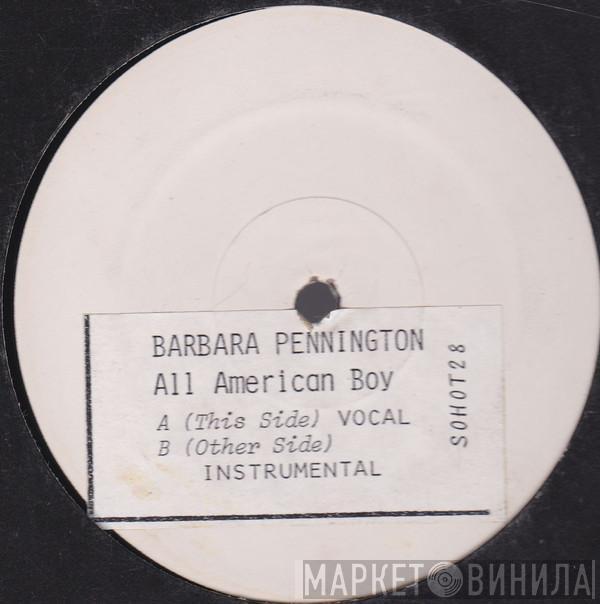 BARBARA PENNINGTON
All American Boy
A (This Side) VOCAL
B (Other Side)
INSTRUMENTAL
SOHOT28
МАРКЕТ ВИНИЛА